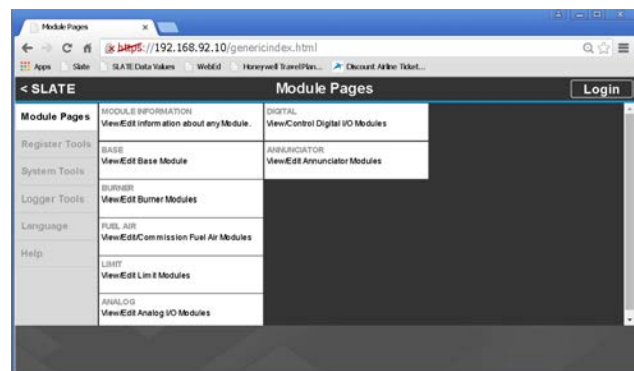 Module Pages
https://192.168.92.10/genericindex.html
Apps Slate SLATE Data Values WebEd Honeywell TravelPlan... Discount Airline Ticket...
< SLATE Module Pages Login
Module Pages
Register Tools
System Tools
Logger Tools
Language
Help
MODULE INFORMATION
View/Edit information about any Module.
BASE
View/Edit Base Module
BURNER
View/Edit Burner Modules
FUEL AIR
View/Edit/Commission Fuel Air Modules
LIMIT
View/Edit Limit Modules
ANALOG
View/Edit Analog I/O Modules
DIGITAL
View/Control Digital I/O Modules
ANNUNCIATOR
View/Edit Annunciator Modules